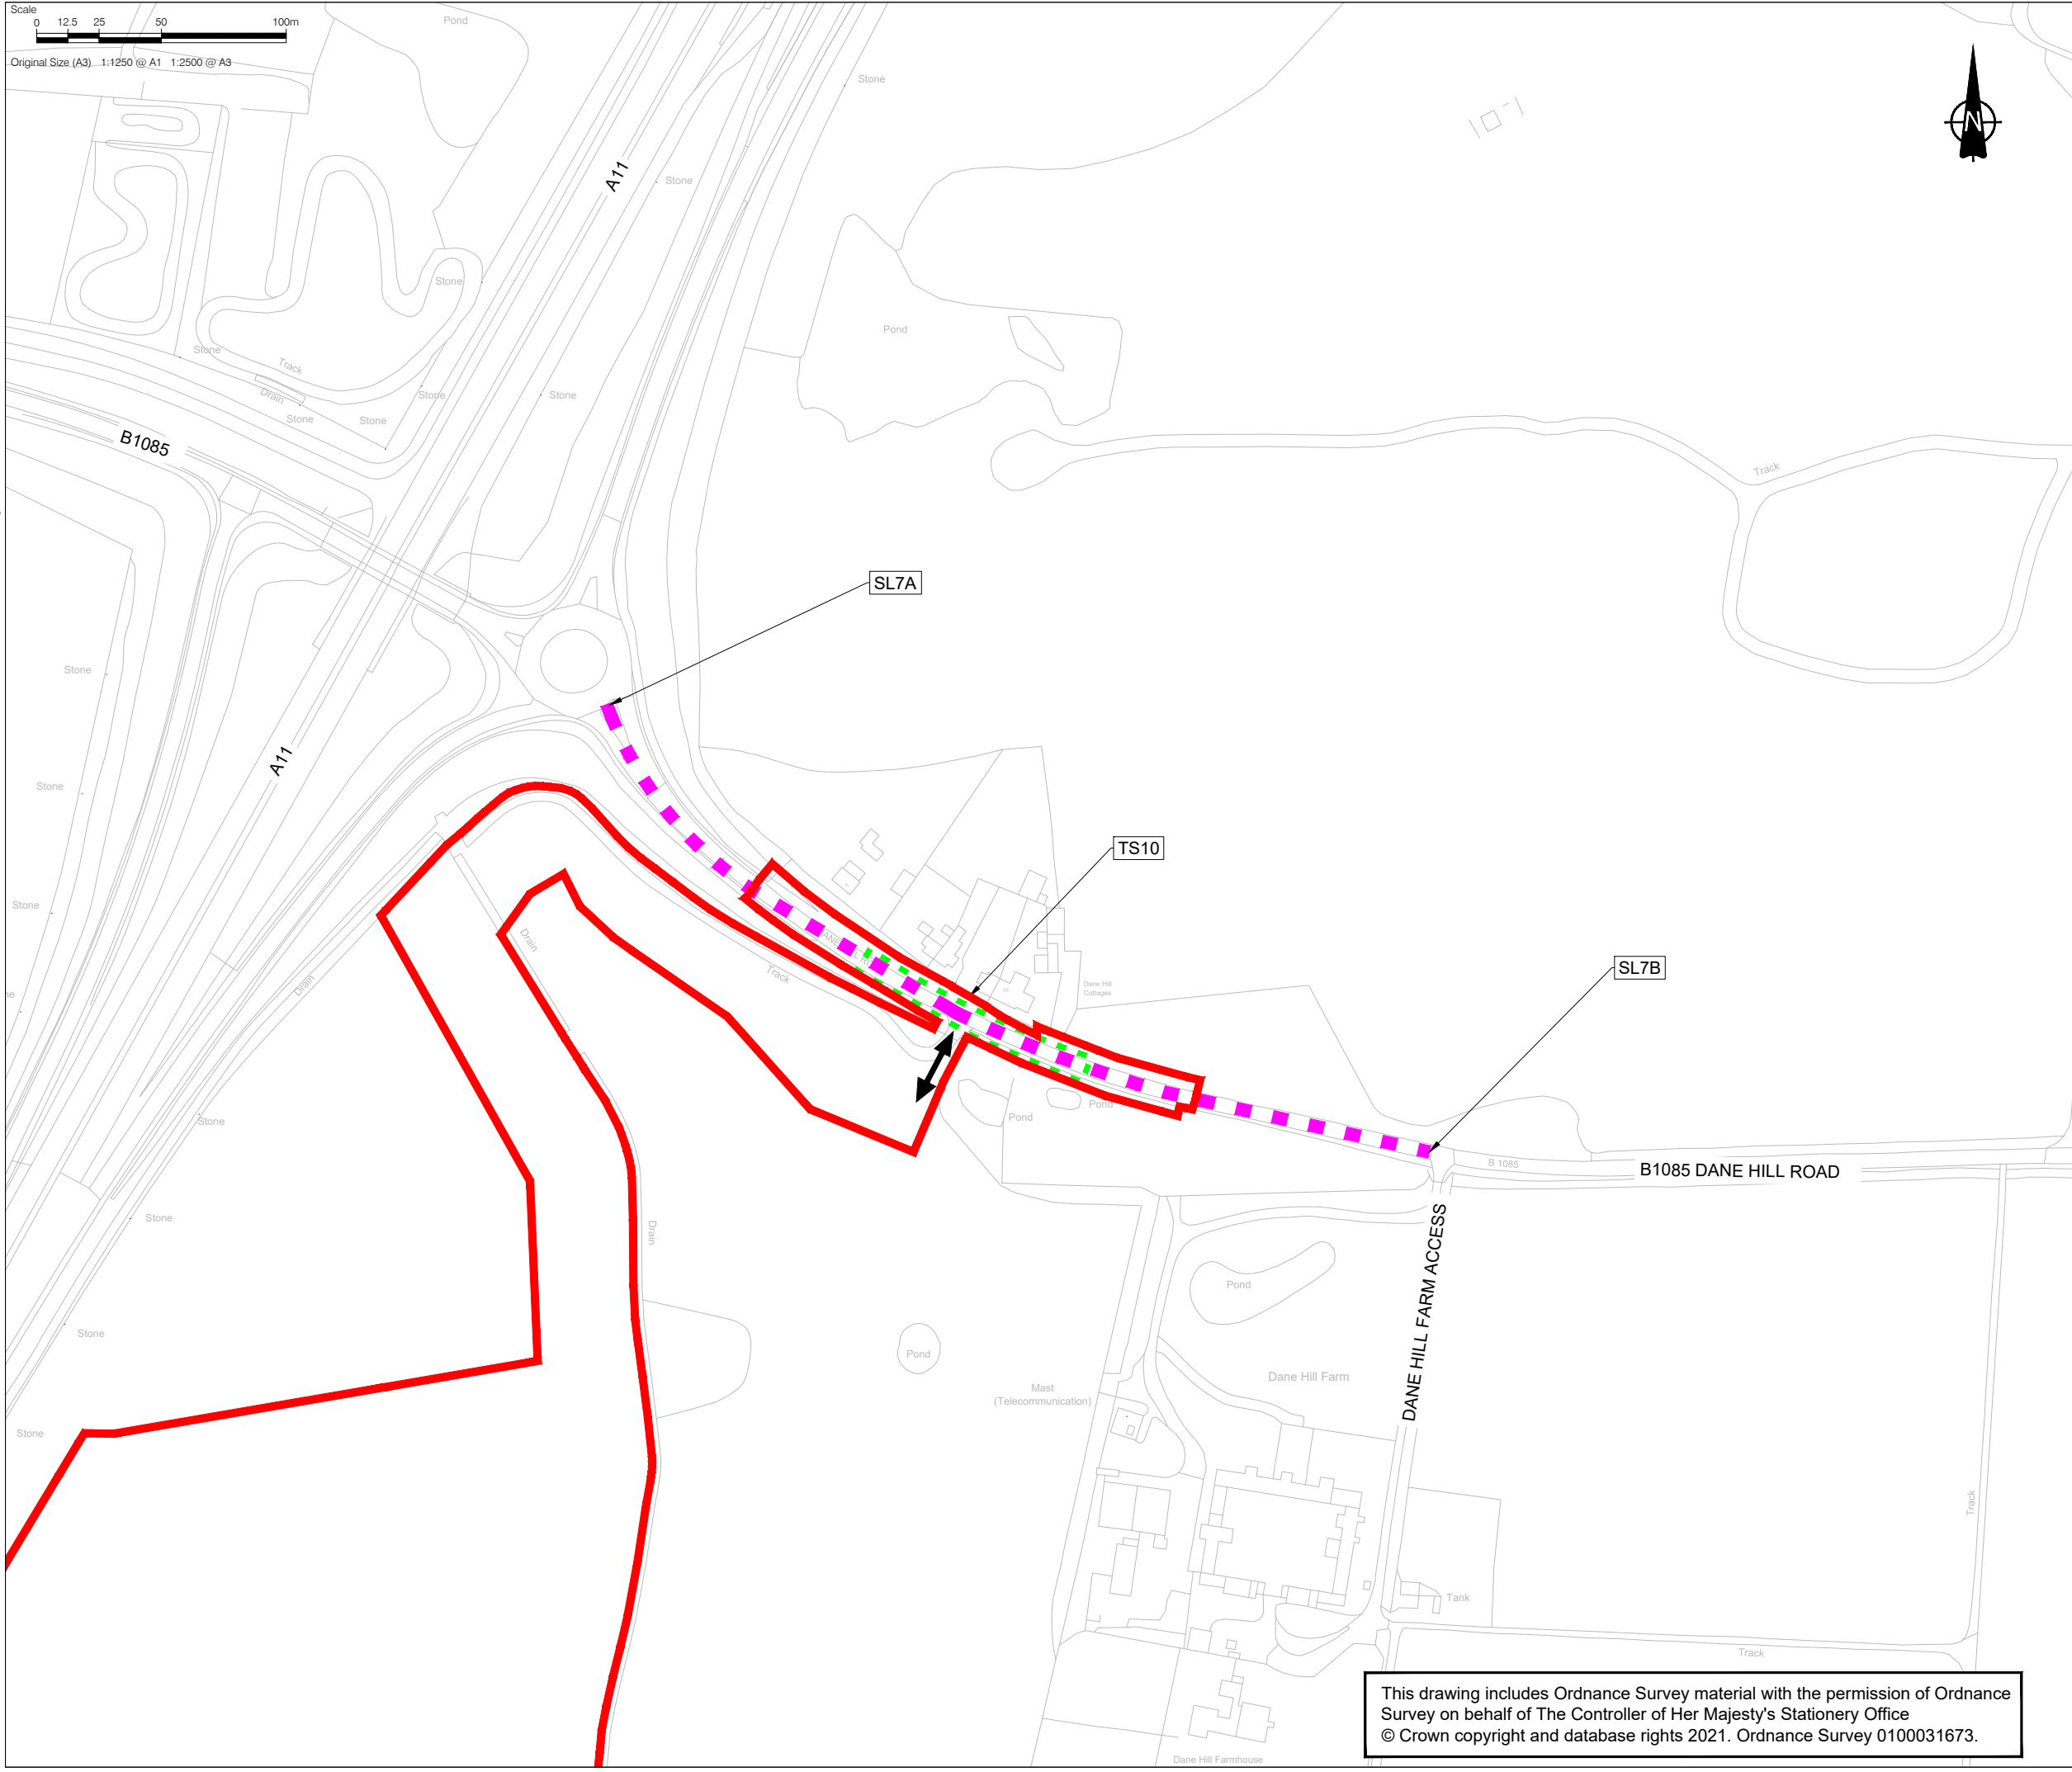 Scale
0 12.5 25 50 100m
Original Size (A3) 1:1250 @ A1 1:2500 @ A3
Pond
Stone
N
A11
Stone
Stone
Pond
Stone
Track
Drain
Stone
Stone
Stone
Stone
B1085
Track
SL7A
Stone
A11
Stone
TS10
Stone
Drain
Track
Drain
SL7B
Dane Hill
Cottages
Pond
Pond
Stone
B 1085
B1085 DANE HILL ROAD
Stone
Drain
DANE HILL FARM ACCESS
Pond
Stone
Pond
Dane Hill Farm
Mast
(Telecommunication)
Stone
Track
Tank
Track
This drawing includes Ordnance Survey material with the permission of Ordnance
Survey on behalf of The Controller of Her Majesty's Stationery Office
© Crown copyright and database rights 2021. Ordnance Survey 0100031673.
Dane Hill Farmhouse